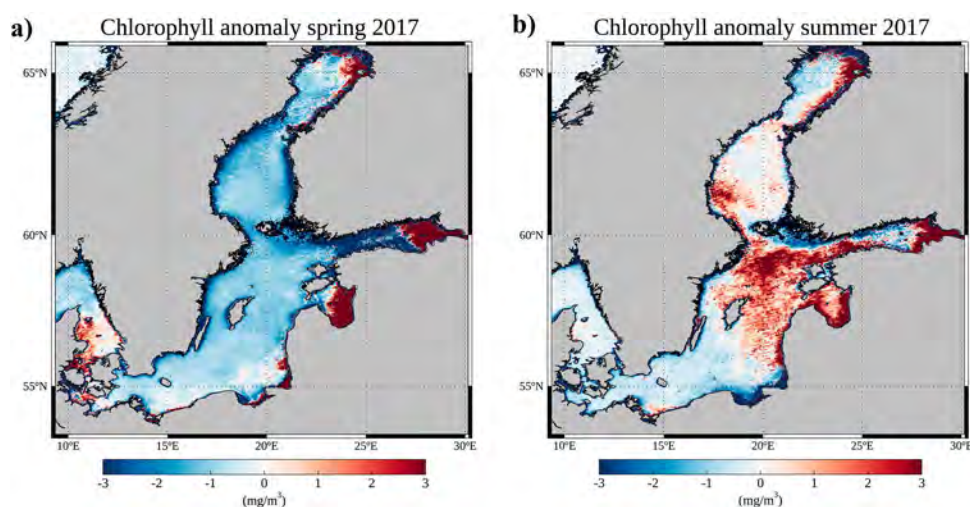 a) Chlorophyll anomaly spring 2017
65°N
60°N
55°N
10°E 15°E 20°E 25°E 30°E
-3 -2 -1 0 1 2 3
(mg/m³)
b) Chlorophyll anomaly summer 2017
65°N
60°N
55°N
10°E 15°E 20°E 25°E 30°E
-3 -2 -1 0 1 2 3
(mg/m³)